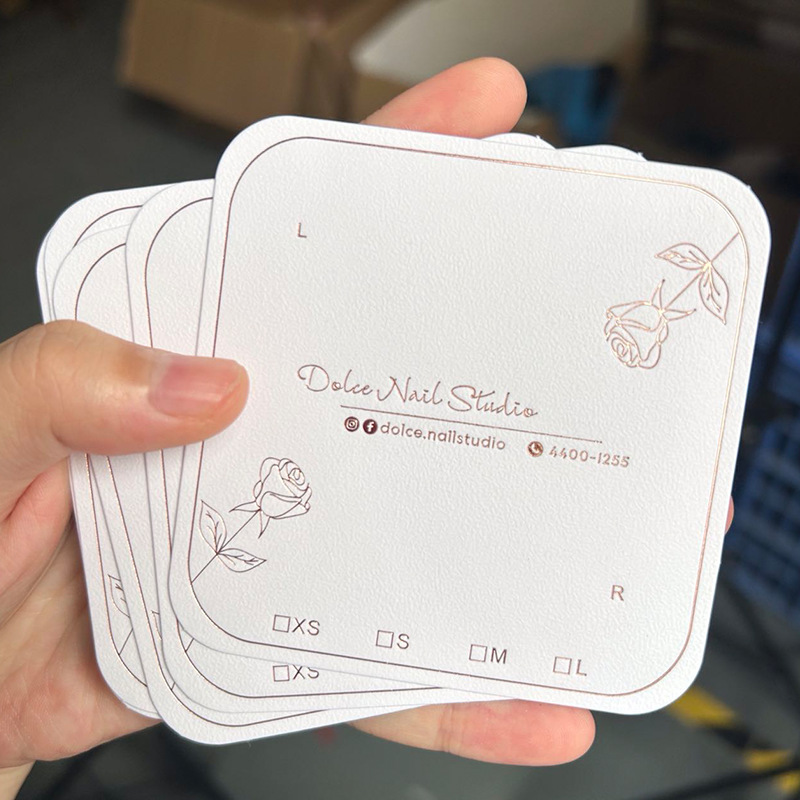 L
Dolce Nail Studio
dolce.nailstudio 4400-1255
R
☐XS ☐S ☐M ☐L
☐XS